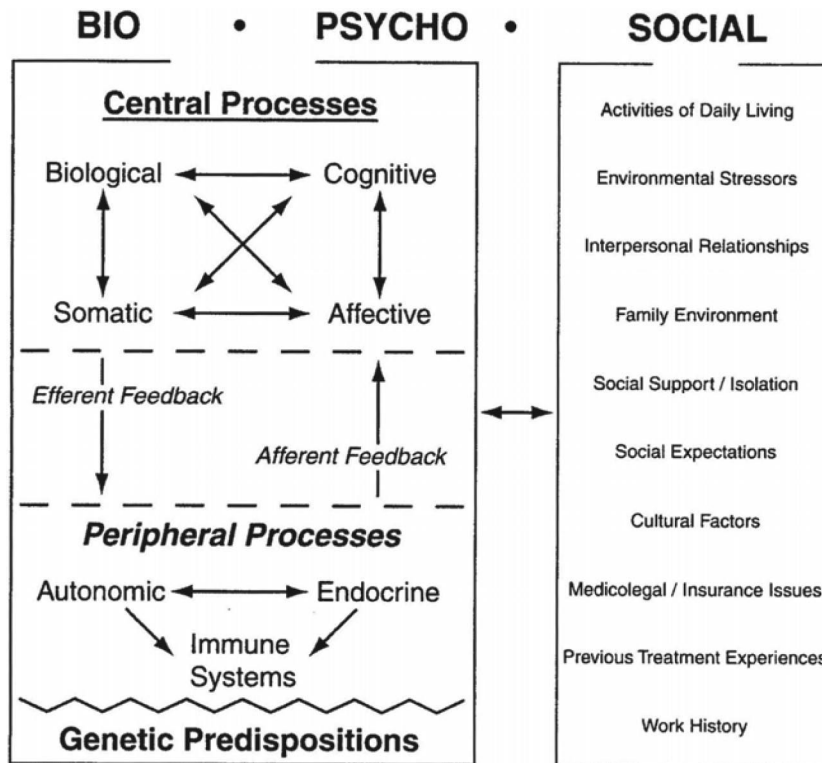 BIO • PSYCHO • SOCIAL
Central Processes
Biological Cognitive
Somatic Affective
Efferent Feedback
Afferent Feedback
Peripheral Processes
Autonomic Endocrine
Immune
Systems
Genetic Predispositions
Activities of Daily Living
Environmental Stressors
Interpersonal Relationships
Family Environment
Social Support / Isolation
Social Expectations
Cultural Factors
Medicolegal / Insurance Issues
Previous Treatment Experiences
Work History